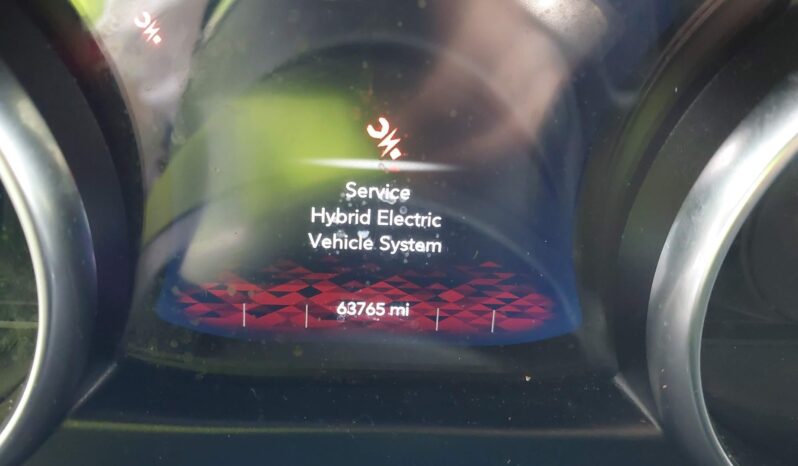 Service
Hybrid Electric
Vehicle System
63765 mi